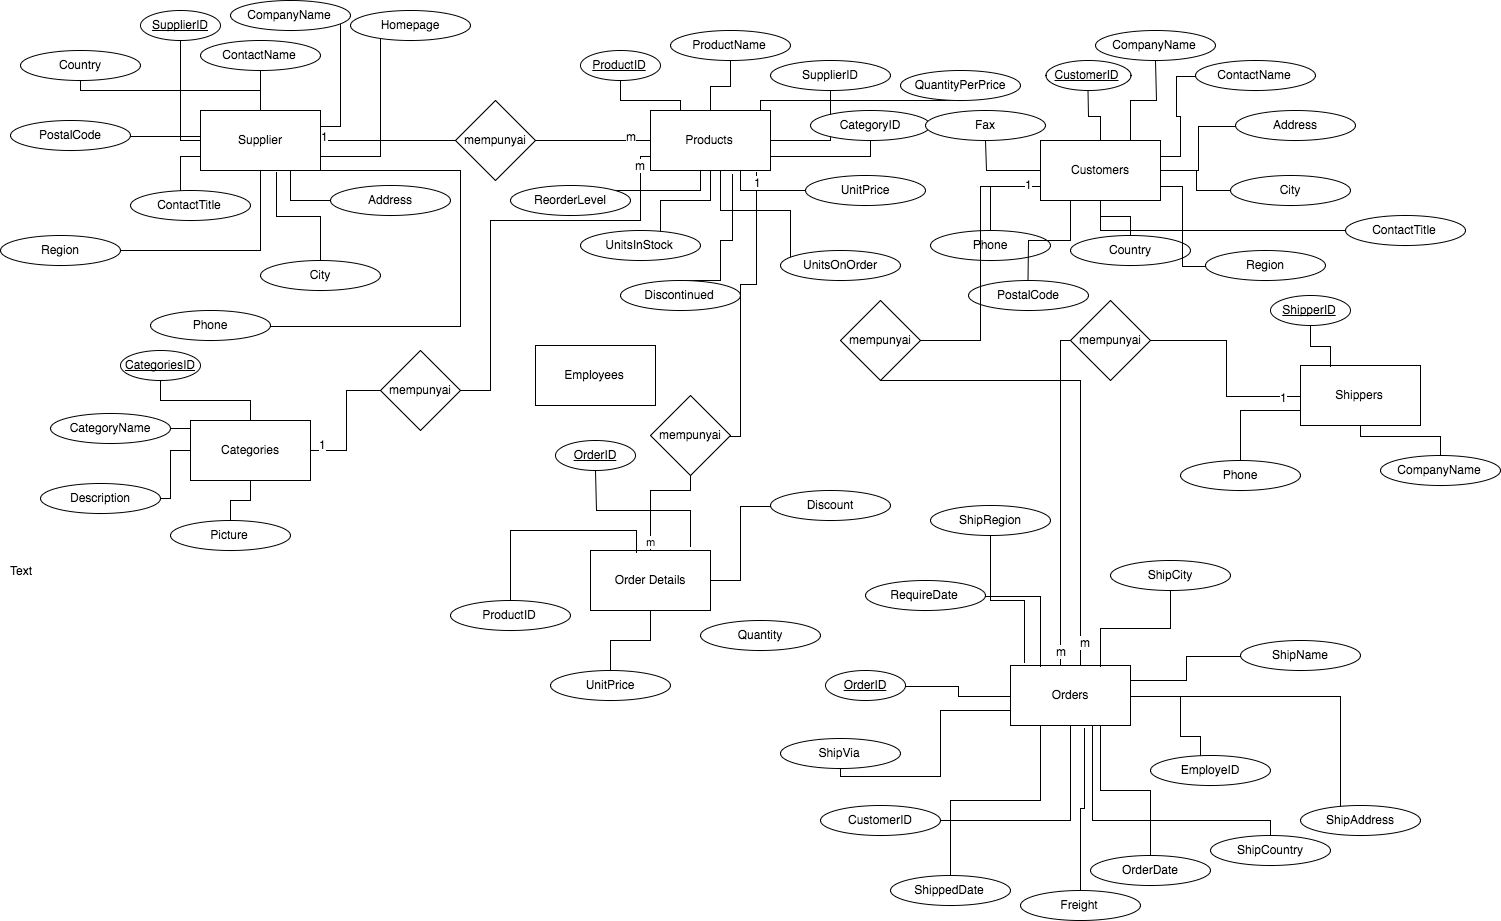 CompanyName
SupplierID
Homepage
ContactName
Country
PostalCode
Supplier
1
mempunyai
m
ContactTitle
Address
Region
City
Phone
ProductName
ProductID
SupplierID
QuantityPerPrice
CategoryID
Products
m
1
ReorderLevel
UnitPrice
UnitsInStock
UnitsOnOrder
Discontinued
CompanyName
CustomerID
ContactName
Fax
Address
Customers
1
City
Phone
Country
ContactTitle
Region
PostalCode
mempunyai
mempunyai
ShipperID
Shippers
1
Phone
CompanyName
CategoriesID
mempunyai
CategoryName
Categories
1
Description
Picture
Text
Employees
mempunyai
OrderID
Discount
m
Order Details
ProductID
Quantity
UnitPrice
ShipRegion
ShipCity
RequireDate
m
m
ShipName
OrderID
Orders
ShipVia
EmployeID
CustomerID
ShipAddress
ShipCountry
OrderDate
ShippedDate
Freight